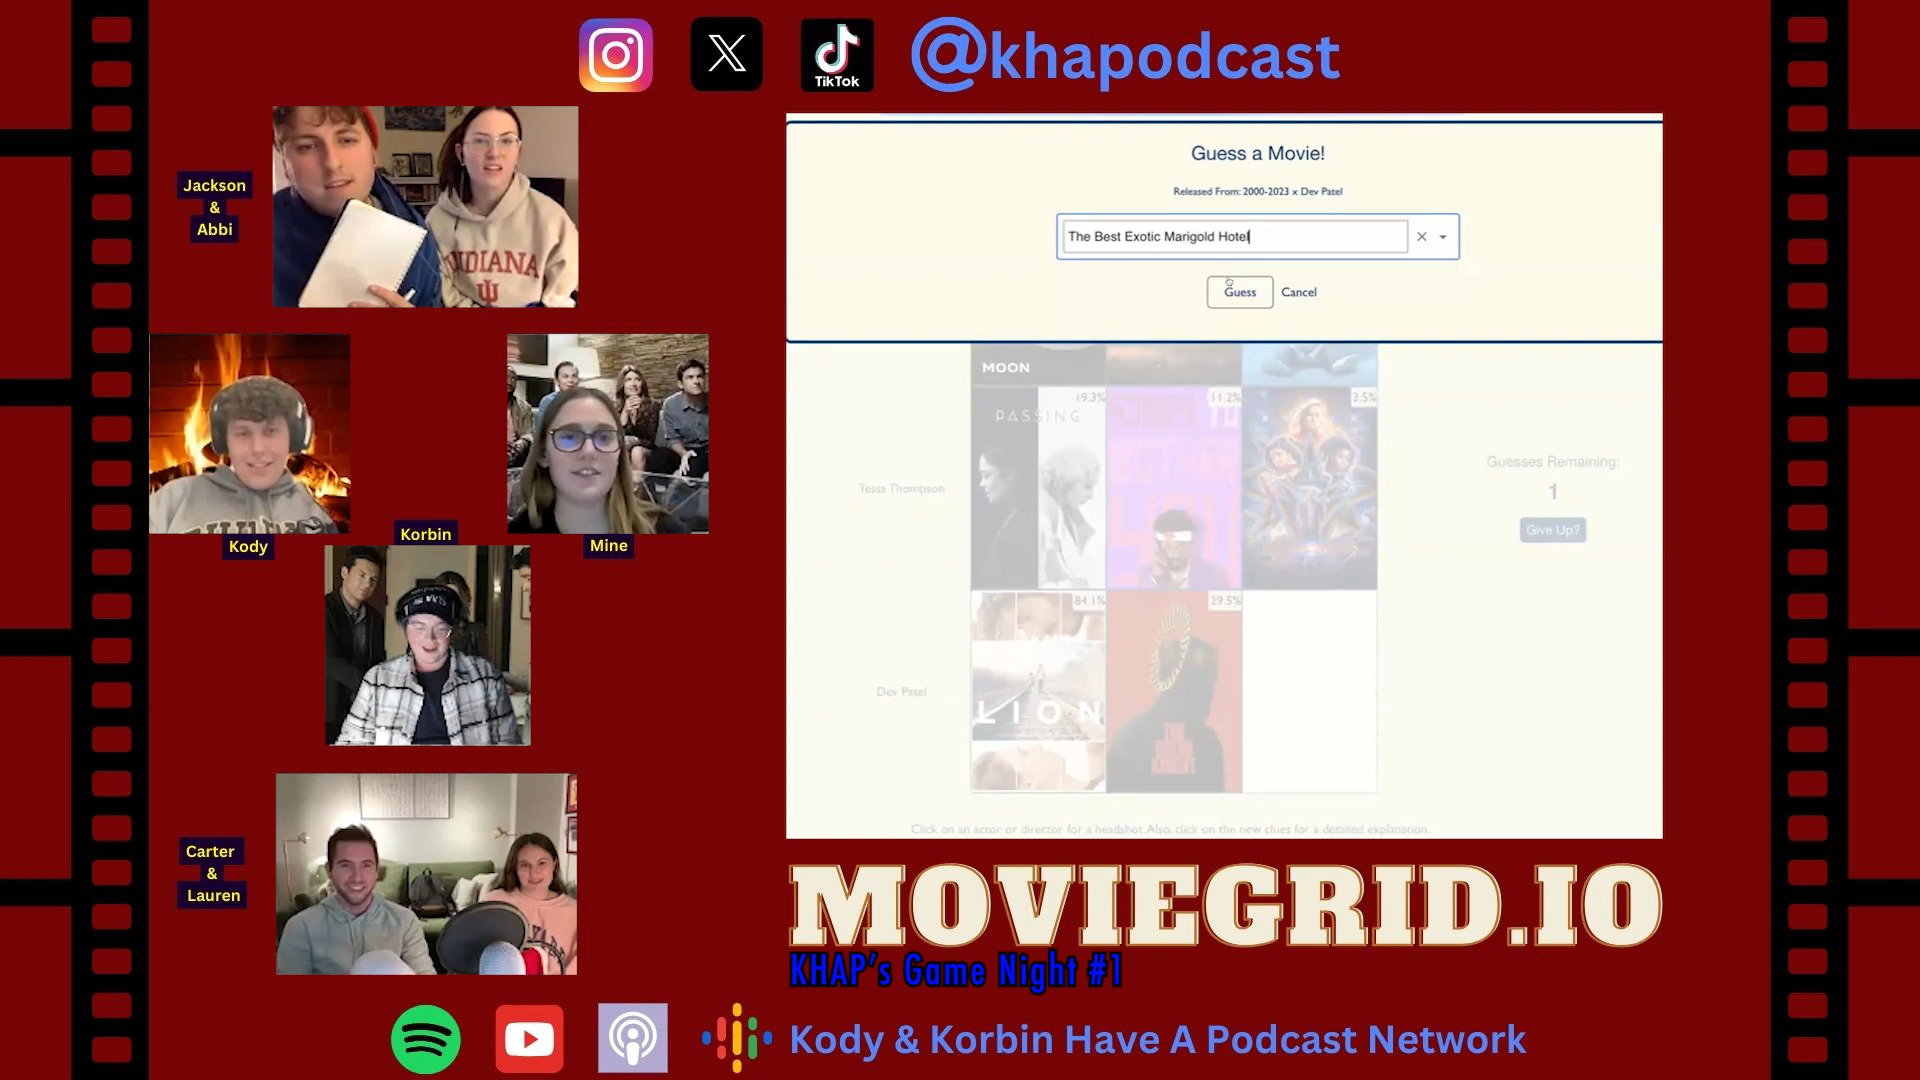 TikTok
@khapodcast
Guess a Movie!
Released From: 2000-2023 x Dev Patel
The Best Exotic Marigold Hotel
Guess
Cancel
Jackson
&
Abbi
INDIANA
Kody
Korbin
Mine
Carter
&
Lauren
MOON
19.3%
11.2%
3.5%
PASSING
Tessa Thompson
Guesses Remaining:
1
Give Up?
84.1%
29.5%
Dev Patel
LION
Click on an actor or director for a headshot. Also, click on the new clues for a detailed explanation.
MOVIEGRID.IO
KHAP's Game Night #1
Kody & Korbin Have A Podcast Network